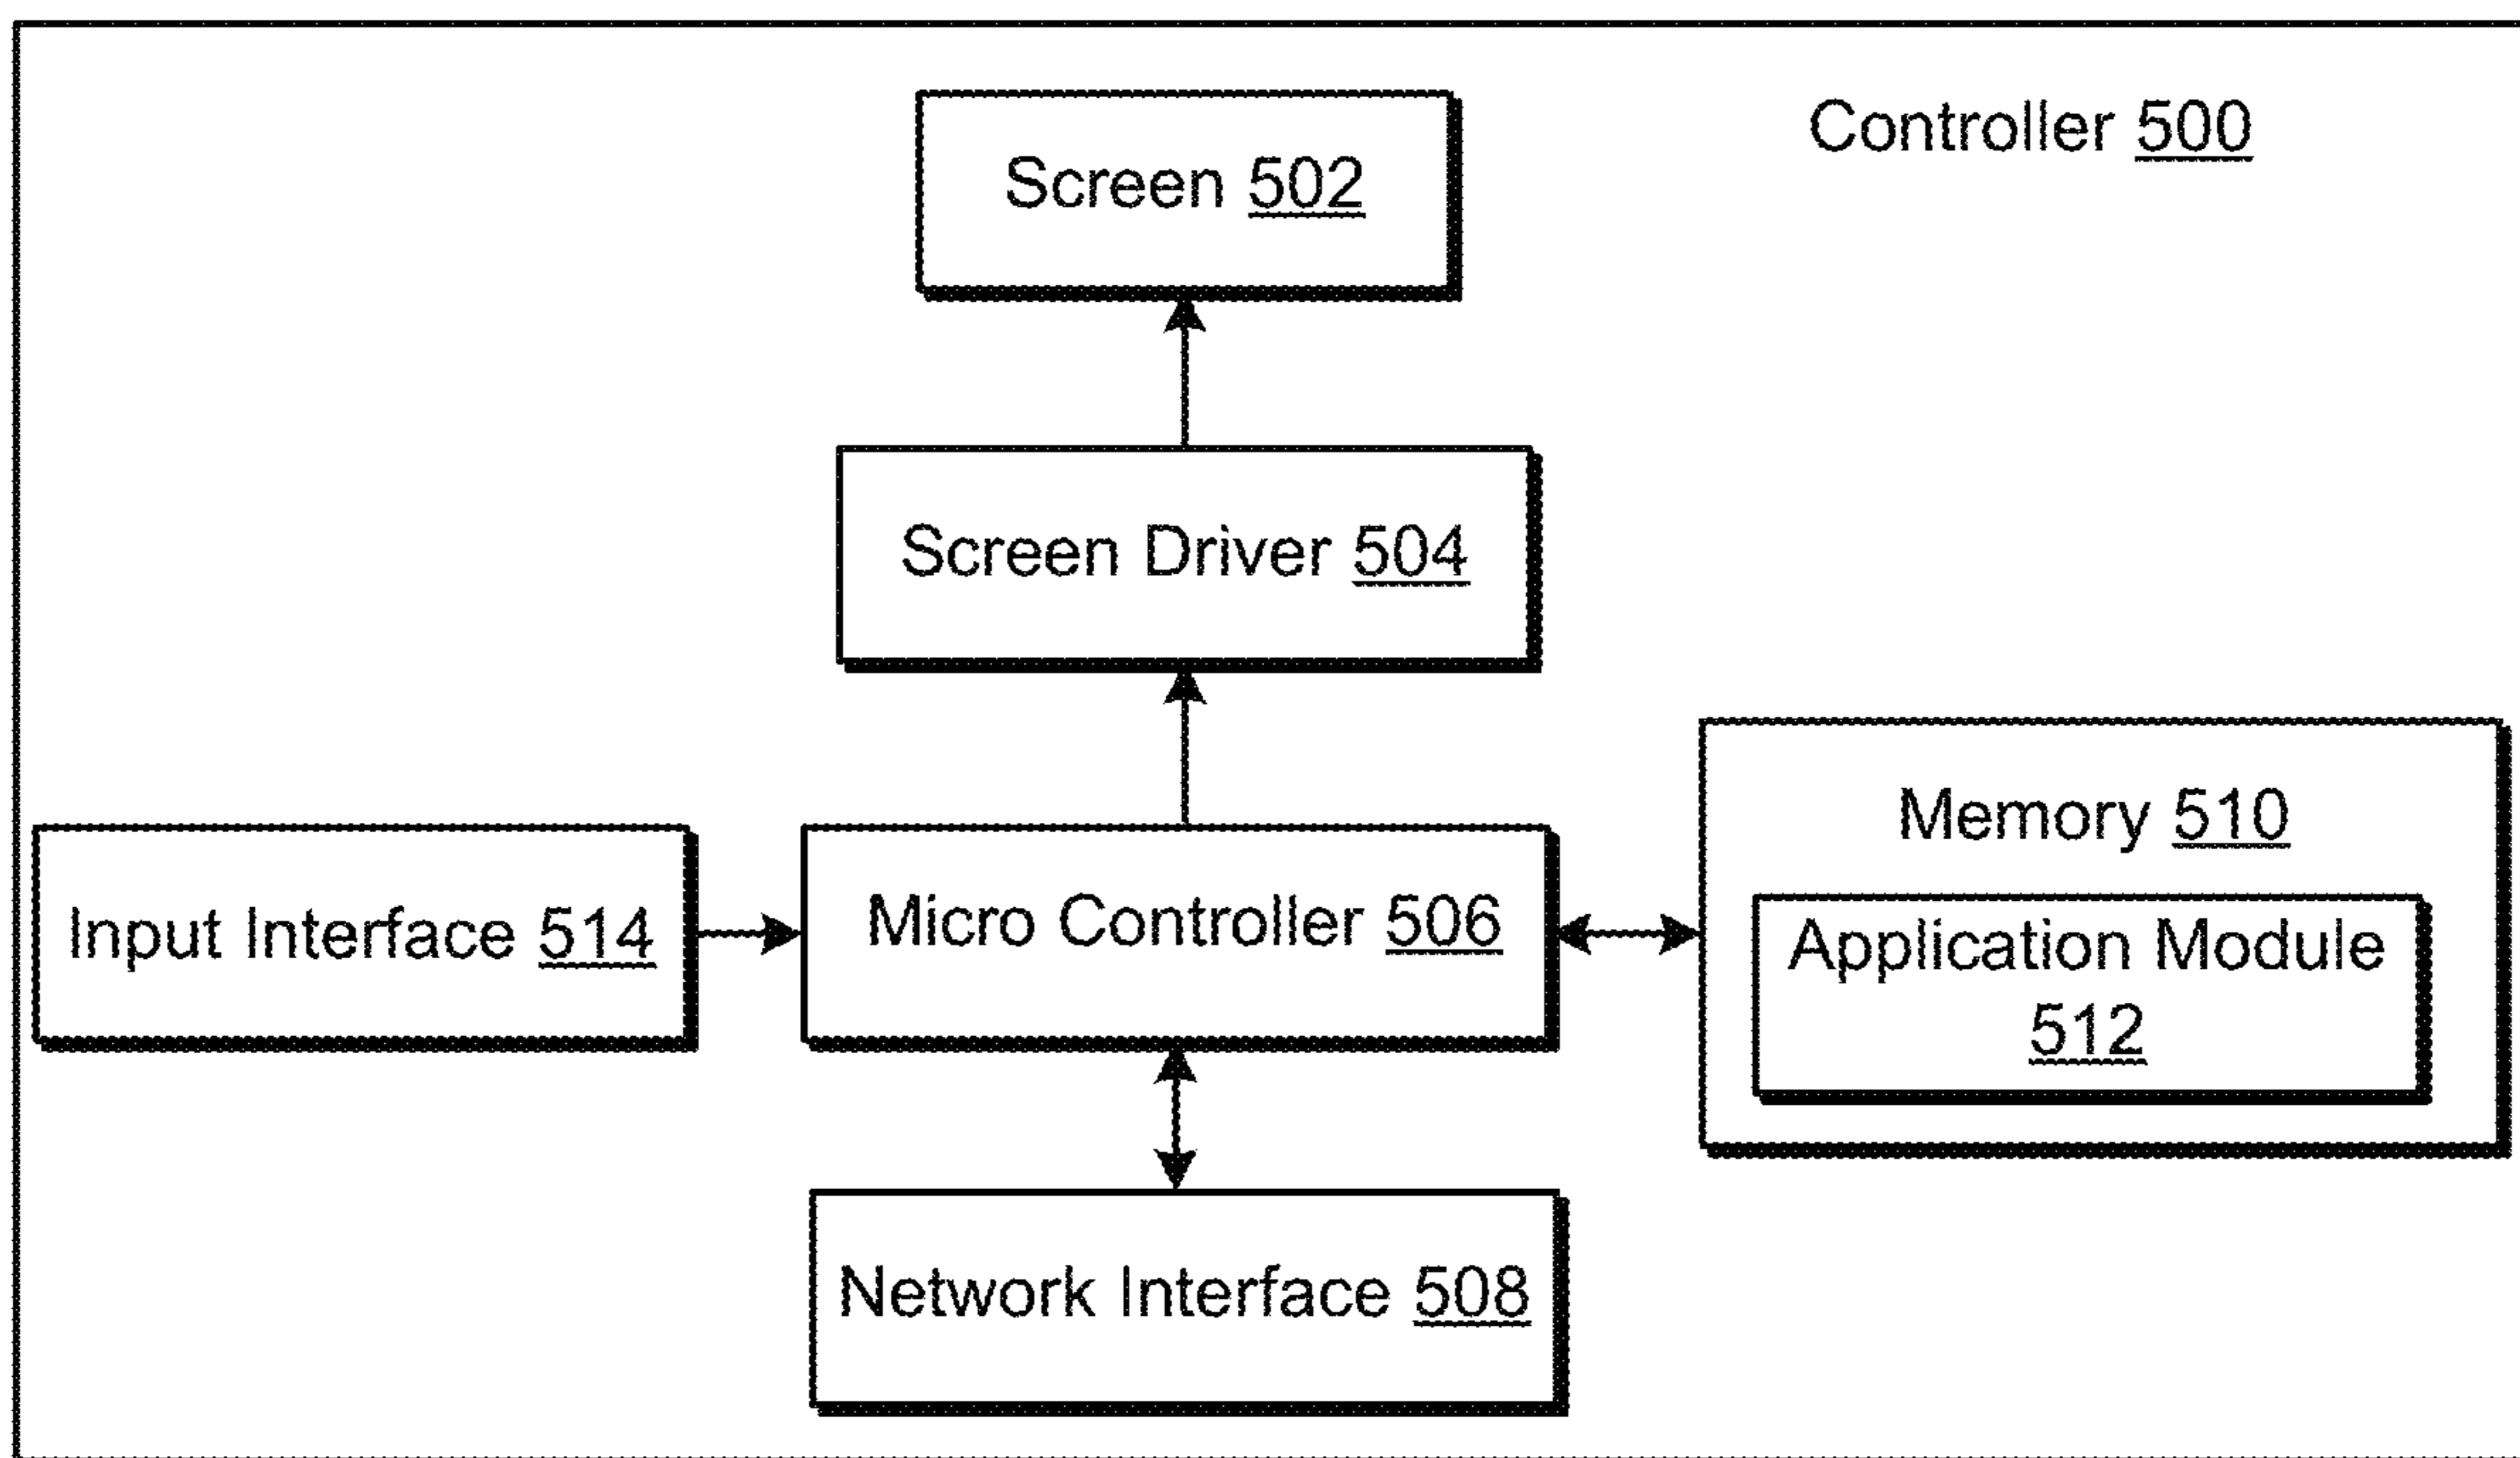 Controller 500
Screen 502
Screen Driver 504
Memory 510
Input Interface 514
Micro Controller 506
Application Module
512
Network Interface 508